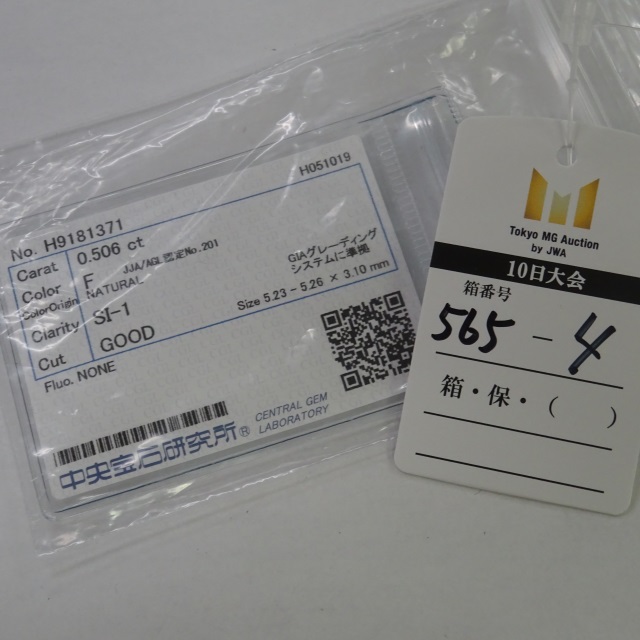 No. H9181371
H051019
Carat 0.506 ct
Color F JJA/AGL 認定No.201
Color Origin NATURAL
GIAグレーディング
システムに準拠
Clarity SI-1
Size 5.23 – 5.26 × 3.10 mm
Cut GOOD
Fluo. NONE
中央宝石研究所®
CENTRAL GEM
LABORATORY
Tokyo MG Auction
by JWA
10日大会
箱番号
565 - 4
箱・保・( )